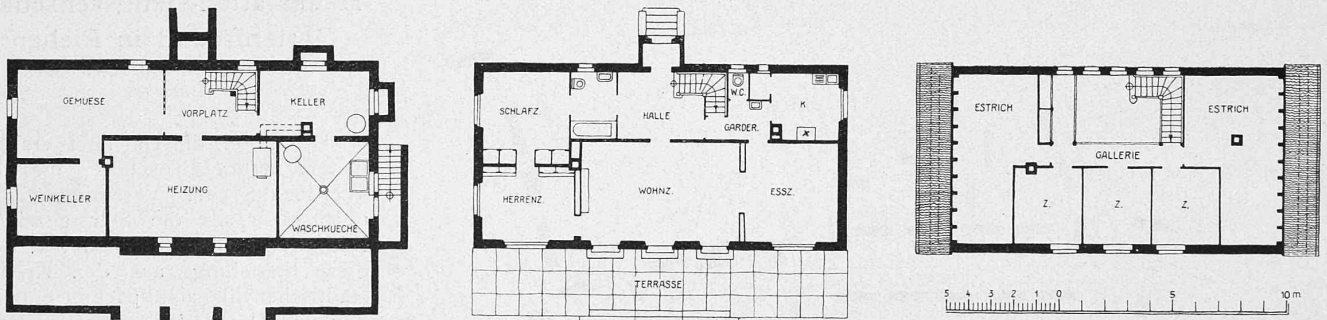 GEMUESE
VORPLATZ
KELLER
WEINKELLER
HEIZUNG
WASCHKUECHE
SCHLAFZ.
HALLE
W.C.
K
GARDER.
HERRENZ.
WOHNZ.
ESSZ.
TERRASSE
ESTRICH
ESTRICH
GALLERIE
Z.
Z.
Z.
5 4 3 2 1 0 5 10 m